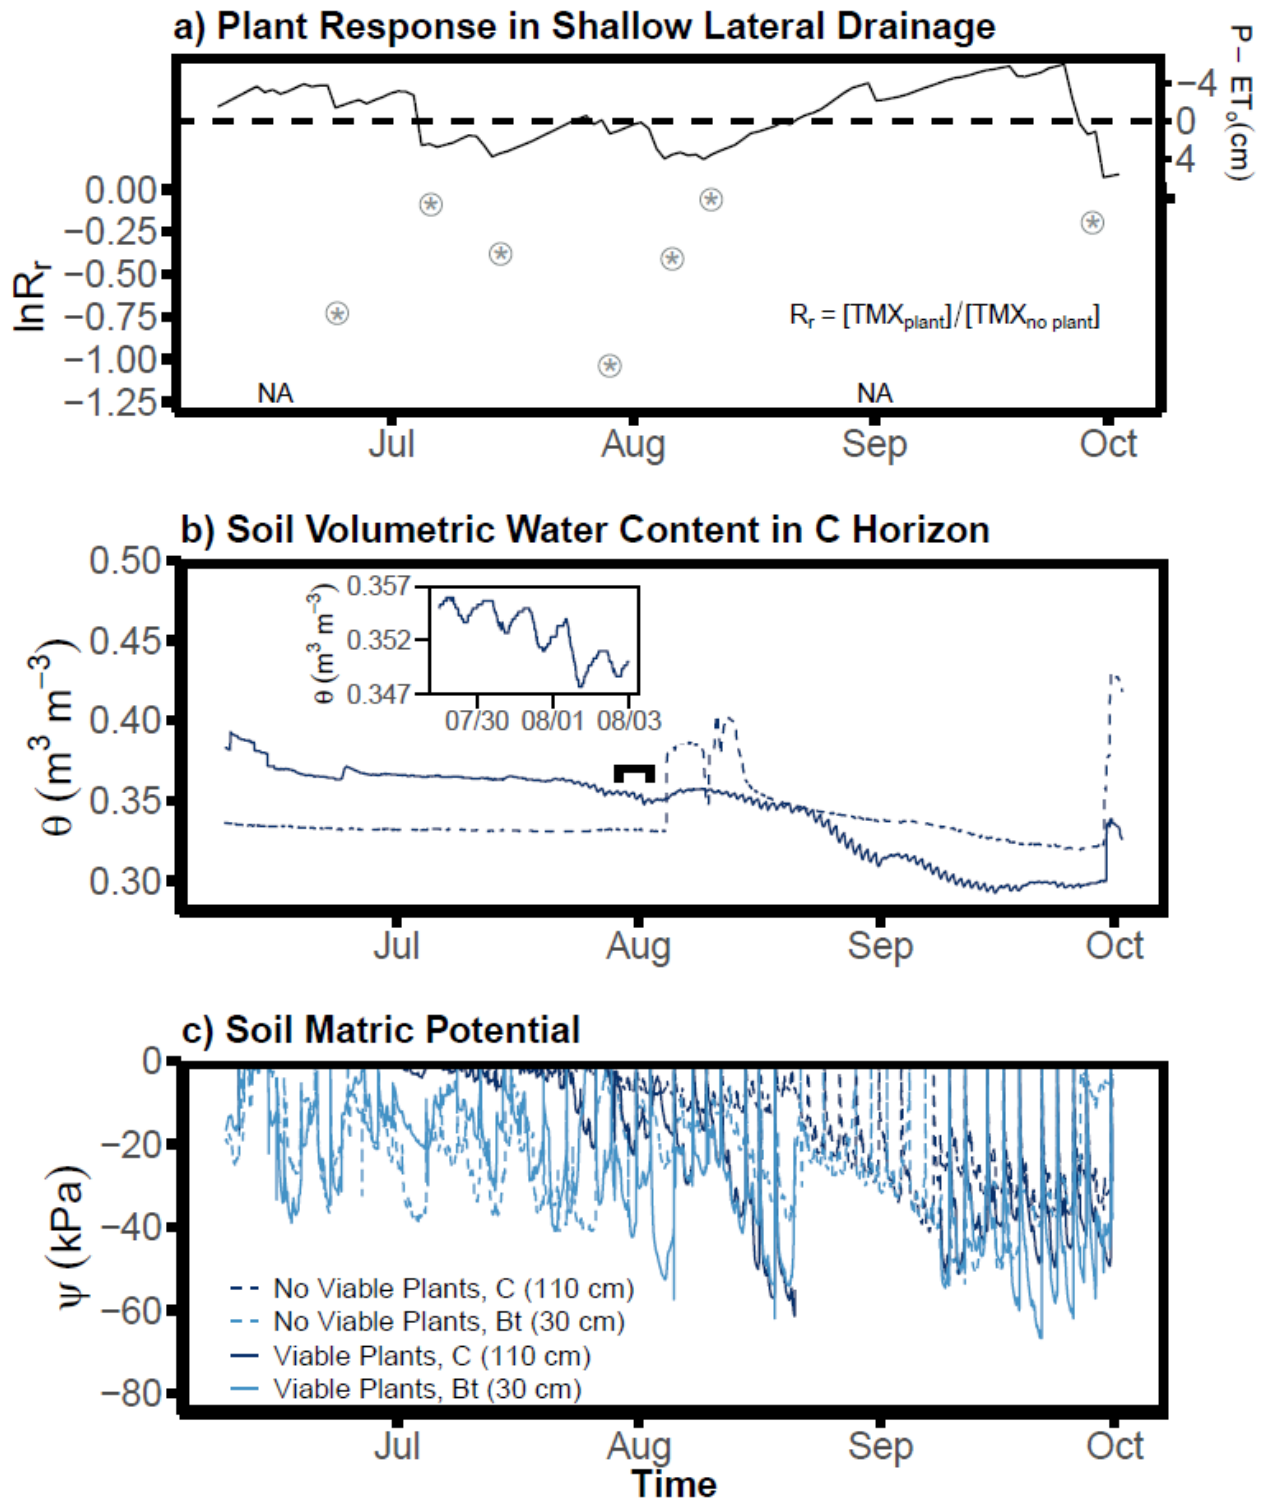 a) Plant Response in Shallow Lateral Drainage
P− ETo(cm)
−4
0
4
lnRr
0.00
−0.25
−0.50
−0.75
−1.00
−1.25
Rr = [TMXplant]/[TMXno plant]
NA
NA
Jul
Aug
Sep
Oct
b) Soil Volumetric Water Content in C Horizon
θ (m³ m⁻³)
0.50
0.45
0.40
0.35
0.30
θ (m³ m⁻³)
0.357
0.352
0.347
07/30 08/01 08/03
Jul
Aug
Sep
Oct
c) Soil Matric Potential
ψ (kPa)
0
−20
−40
−60
−80
No Viable Plants, C (110 cm)
No Viable Plants, Bt (30 cm)
Viable Plants, C (110 cm)
Viable Plants, Bt (30 cm)
Jul
Aug
Sep
Oct
Time